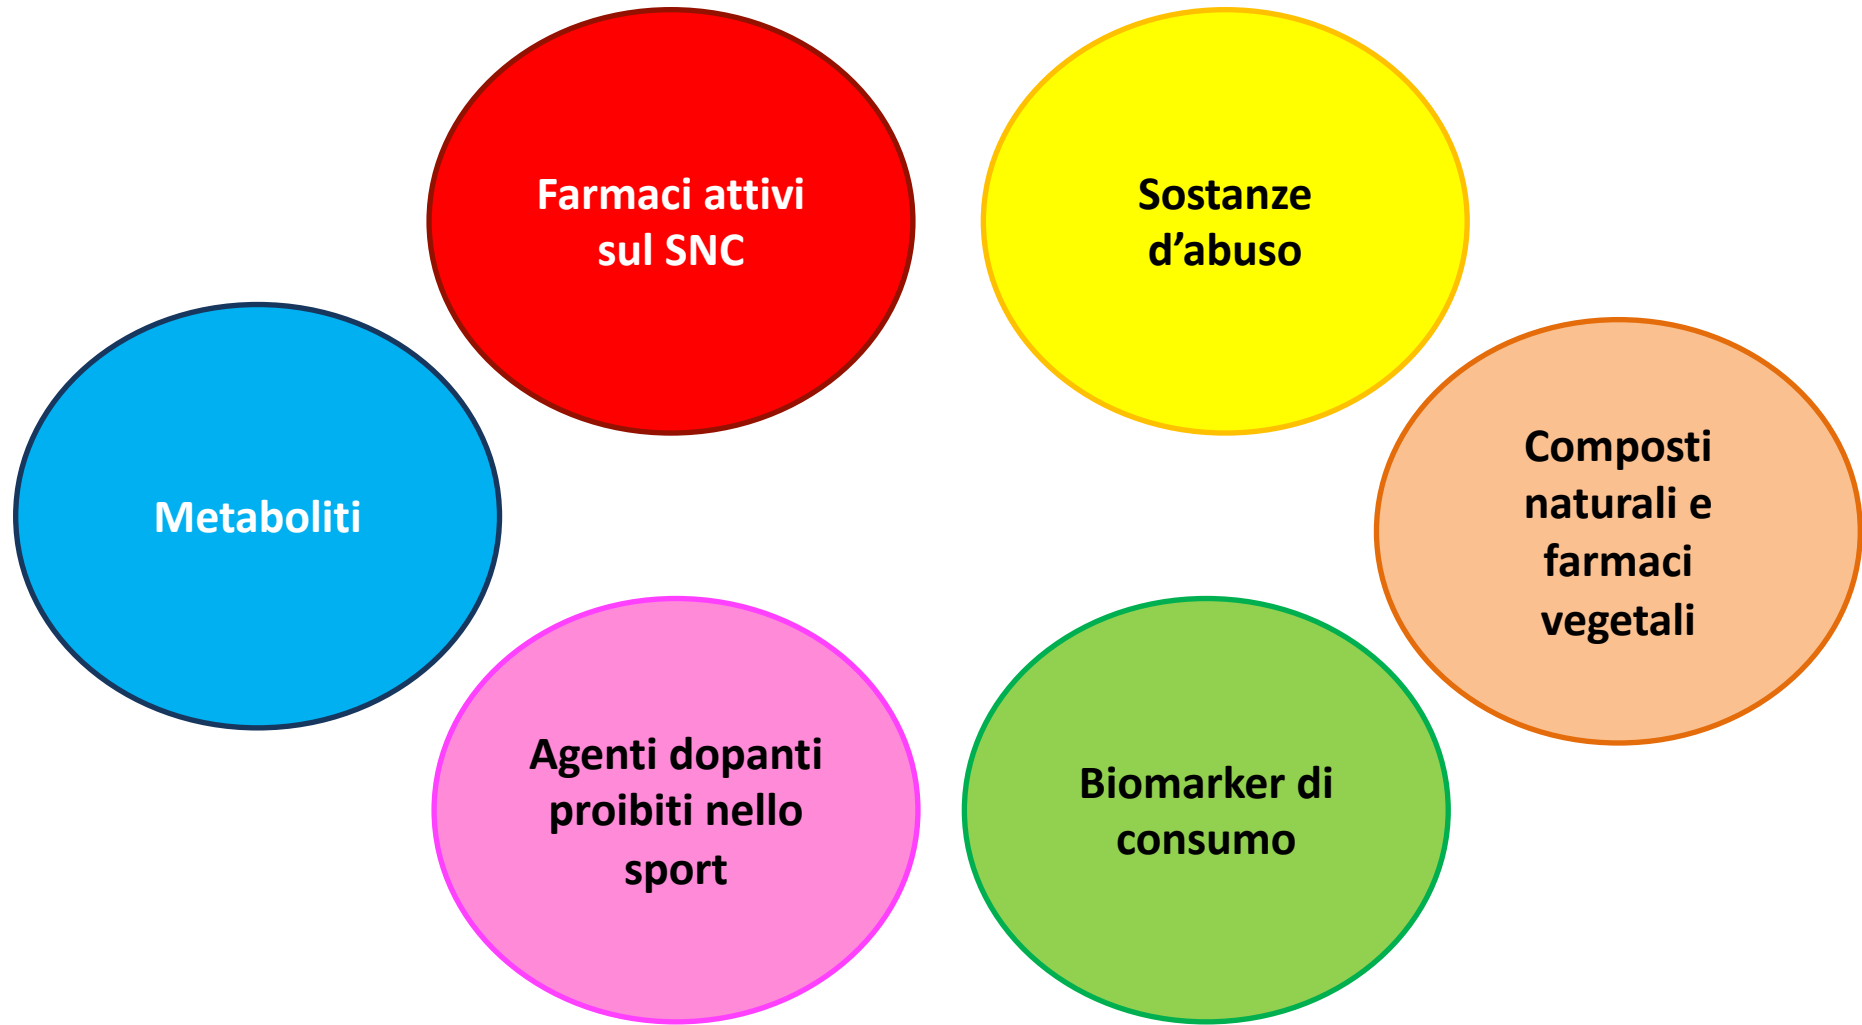 Farmaci attivi
sul SNC
Sostanze
d’abuso
Metaboliti
Composti
naturali e
farmaci
vegetali
Agenti dopanti
proibiti nello
sport
Biomarker di
consumo